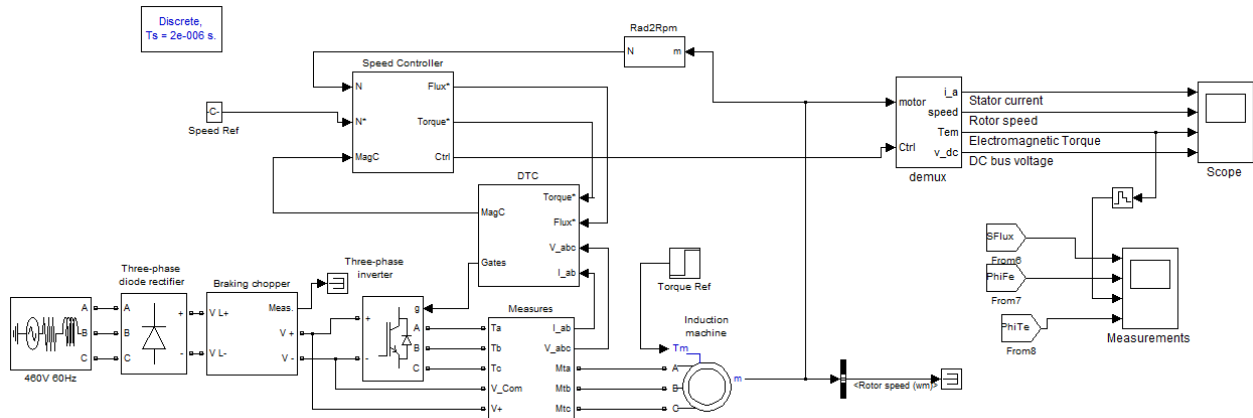 Discrete,
Ts = 2e-006 s.
Rad2Rpm
N
m
Speed Controller
N
N*
MagC
Flux*
Torque*
Ctrl
-C-
Speed Ref
motor
Ctrl
i_a
speed
Tem
v_dc
demux
Stator current
Rotor speed
Electromagnetic Torque
DC bus voltage
Scope
DTC
MagC
Gates
Torque*
Flux*
V_abc
I_ab
SFlux
From6
PhiFe
From7
PhiTe
From8
Measurements
Torque Ref
A
B
C
460V 60Hz
Three-phase
diode rectifier
A
B
C
+
-
Braking chopper
V L+
V L-
Meas.
V +
V -
Three-phase
inverter
+
-
g
A
B
C
Measures
Ta
Tb
Tc
V_Com
V+
I_ab
V_abc
Mta
Mtb
Mtc
Induction
machine
Tm
A
B
C
m
<Rotor speed (wm)>